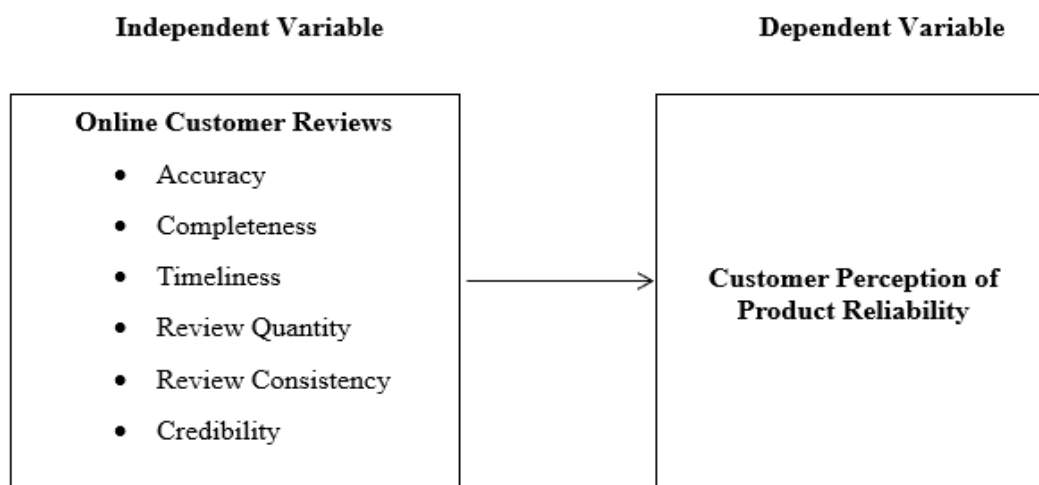 Independent Variable
Dependent Variable
Online Customer Reviews
• Accuracy
• Completeness
• Timeliness
• Review Quantity
• Review Consistency
• Credibility
Customer Perception of
Product Reliability